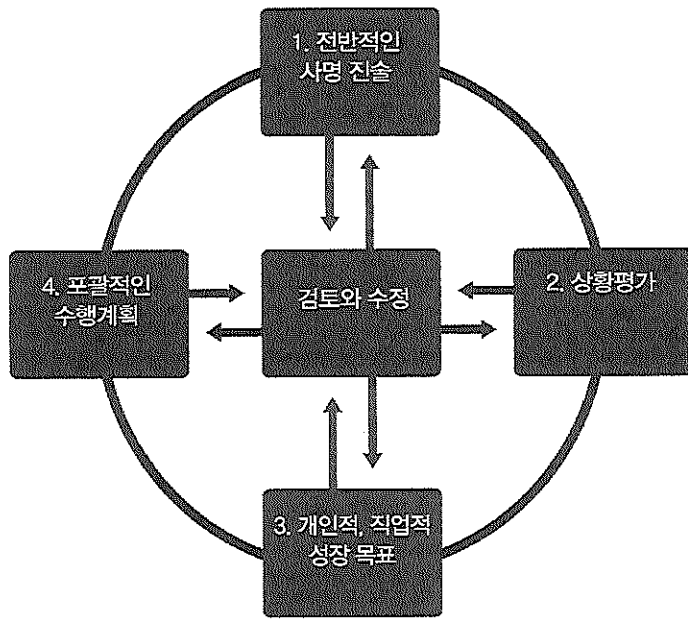 1. 전반적인
사명 진술
4. 포괄적인
수행계획
검토와 수정
2. 상황평가
3. 개인적, 직업적
성장 목표